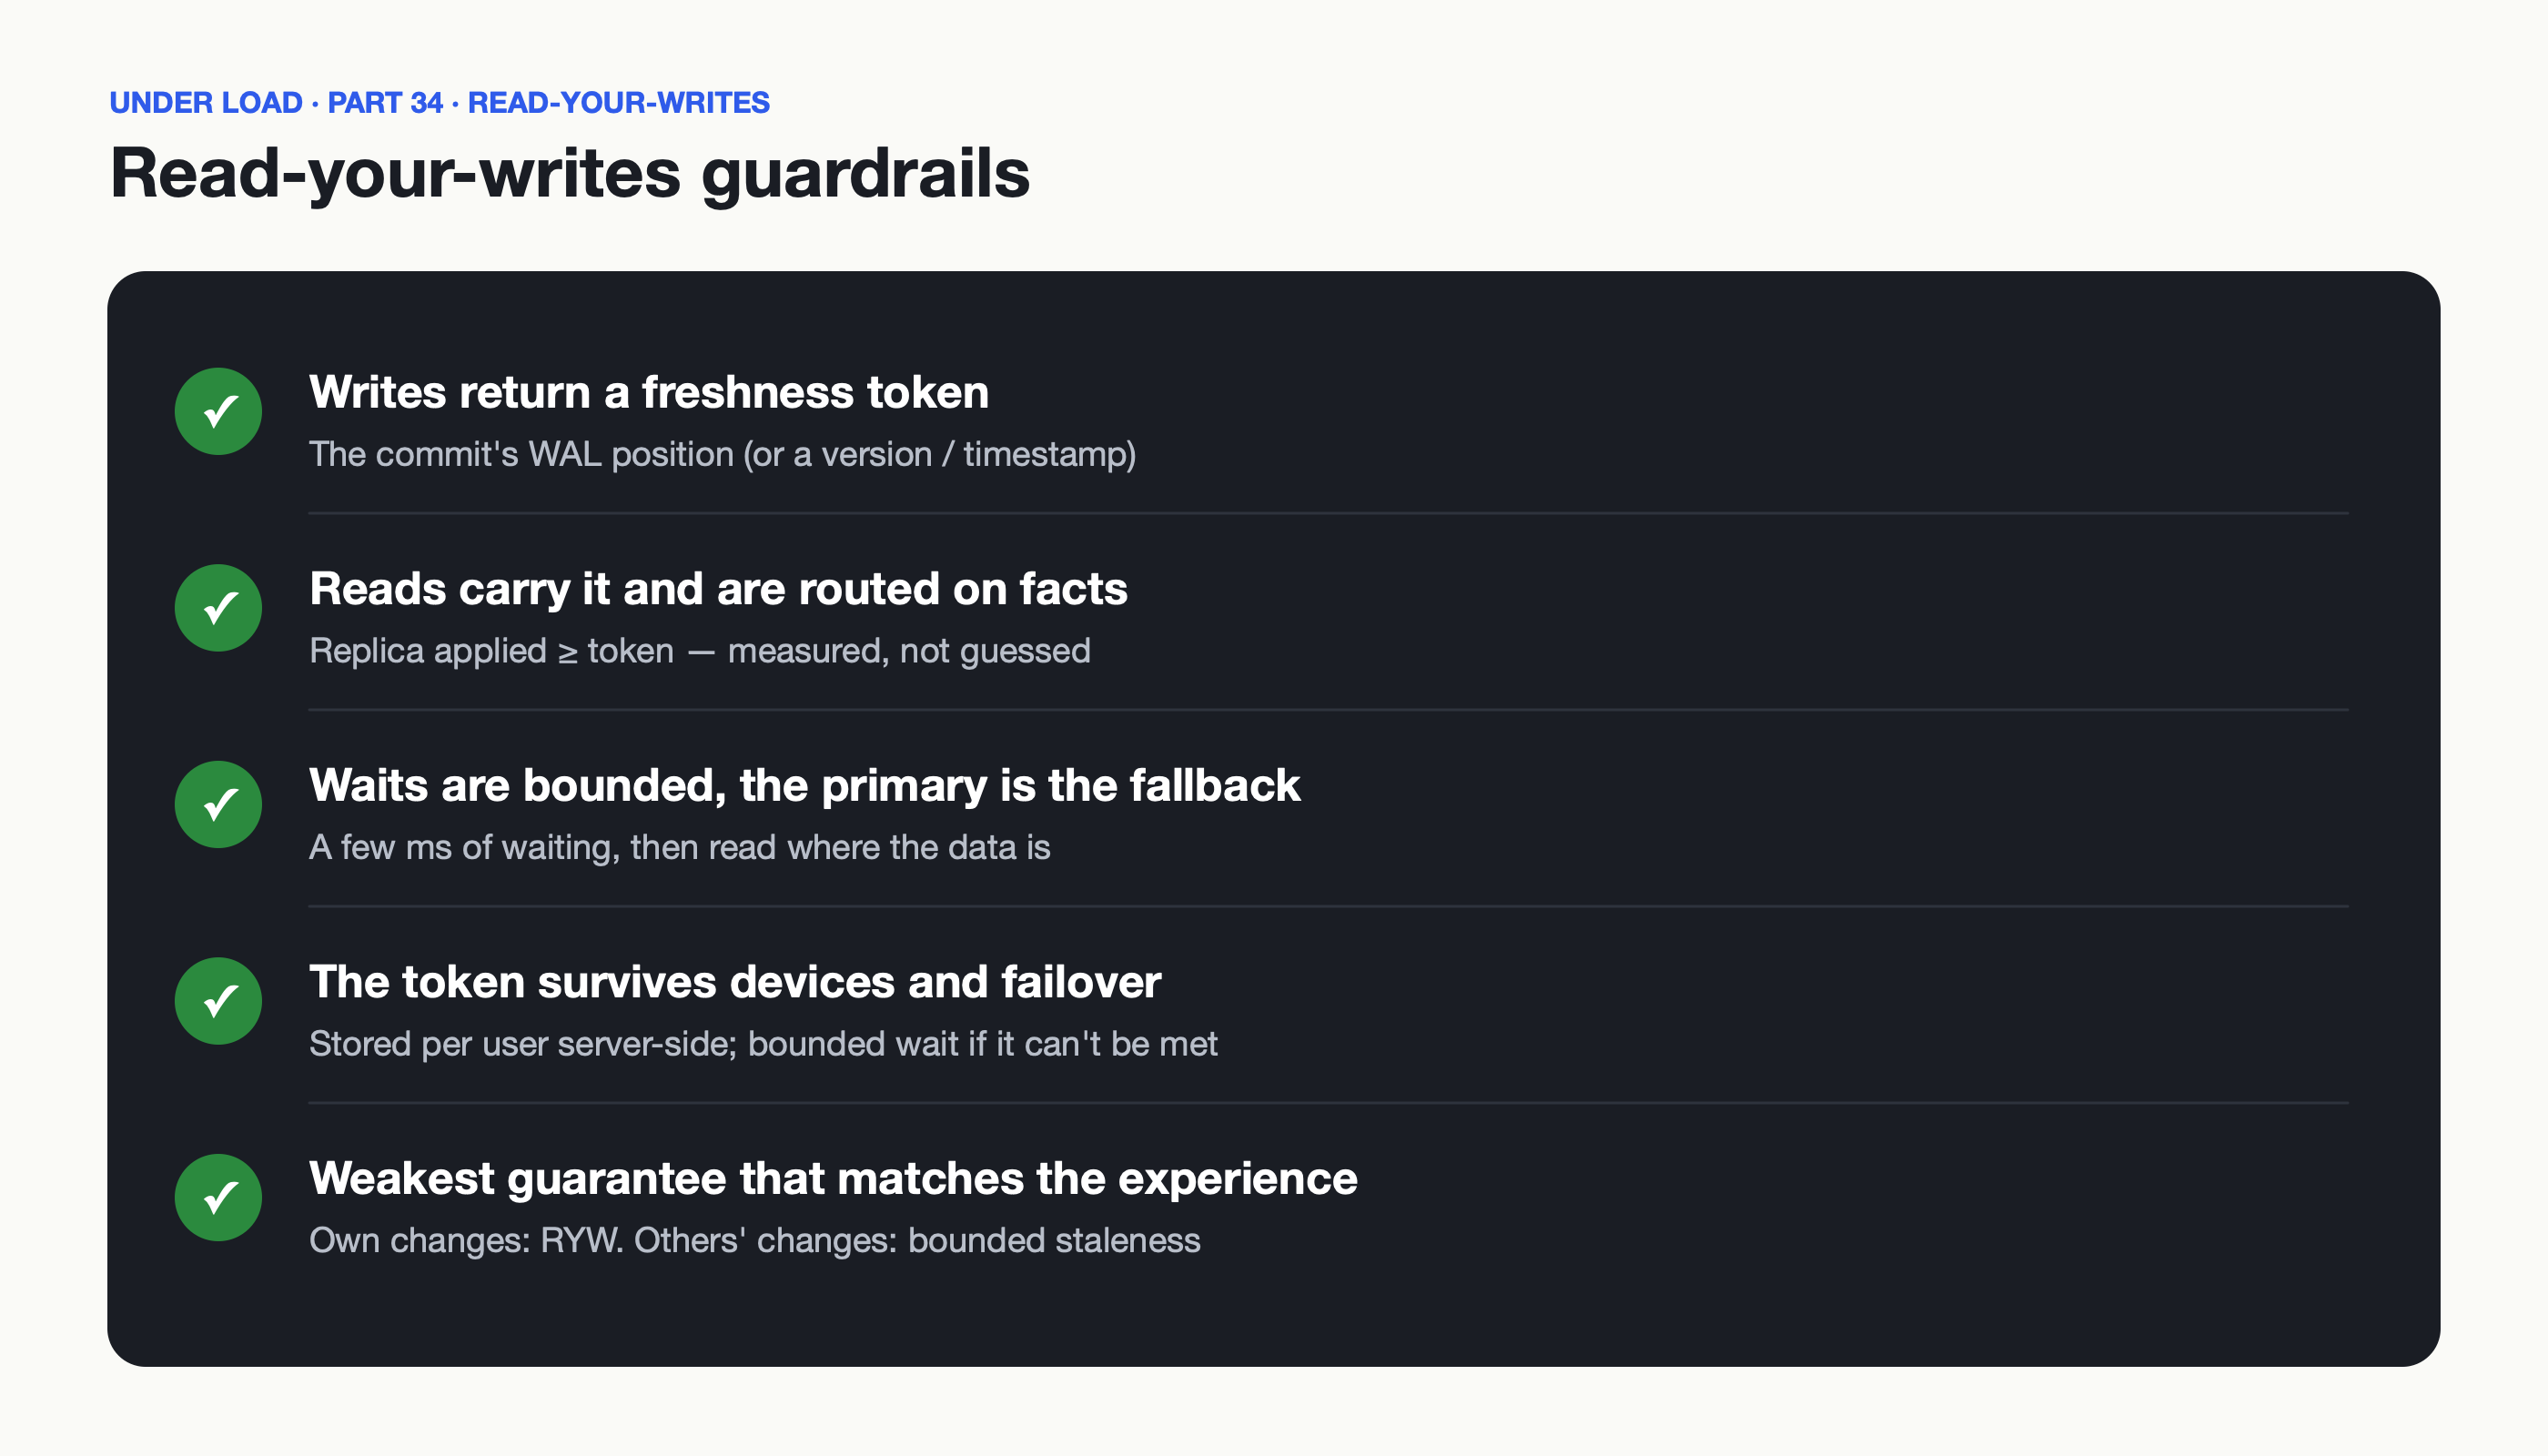 UNDER LOAD · PART 34 · READ-YOUR-WRITES
Read-your-writes guardrails
Writes return a freshness token
The commit's WAL position (or a version / timestamp)
Reads carry it and are routed on facts
Replica applied ≥ token — measured, not guessed
Waits are bounded, the primary is the fallback
A few ms of waiting, then read where the data is
The token survives devices and failover
Stored per user server-side; bounded wait if it can't be met
Weakest guarantee that matches the experience
Own changes: RYW. Others' changes: bounded staleness